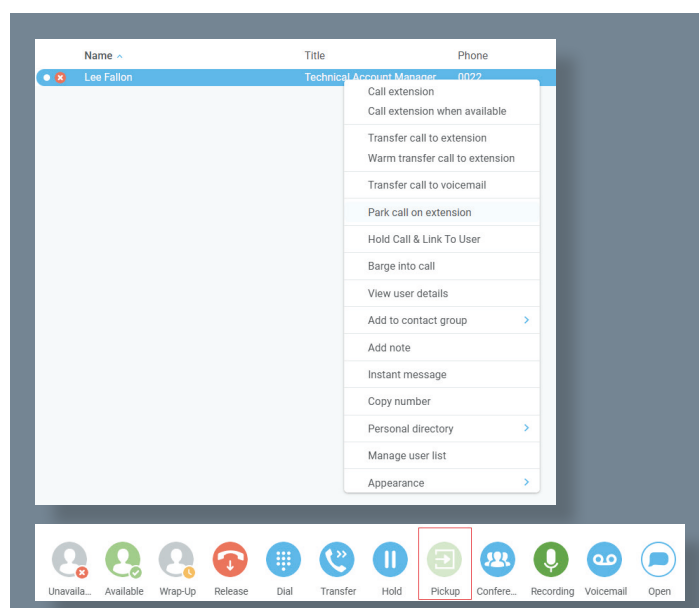 Name Title Phone
Lee Fallon Technical Account Manager 0022
Call extension
Call extension when available
Transfer call to extension
Warm transfer call to extension
Transfer call to voicemail
Park call on extension
Hold Call & Link To User
Barge into call
View user details
Add to contact group
Add note
Instant message
Copy number
Personal directory
Manage user list
Appearance
Unavaila... Available Wrap-Up Release Dial Transfer Hold Pickup Confere... Recording Voicemail Open